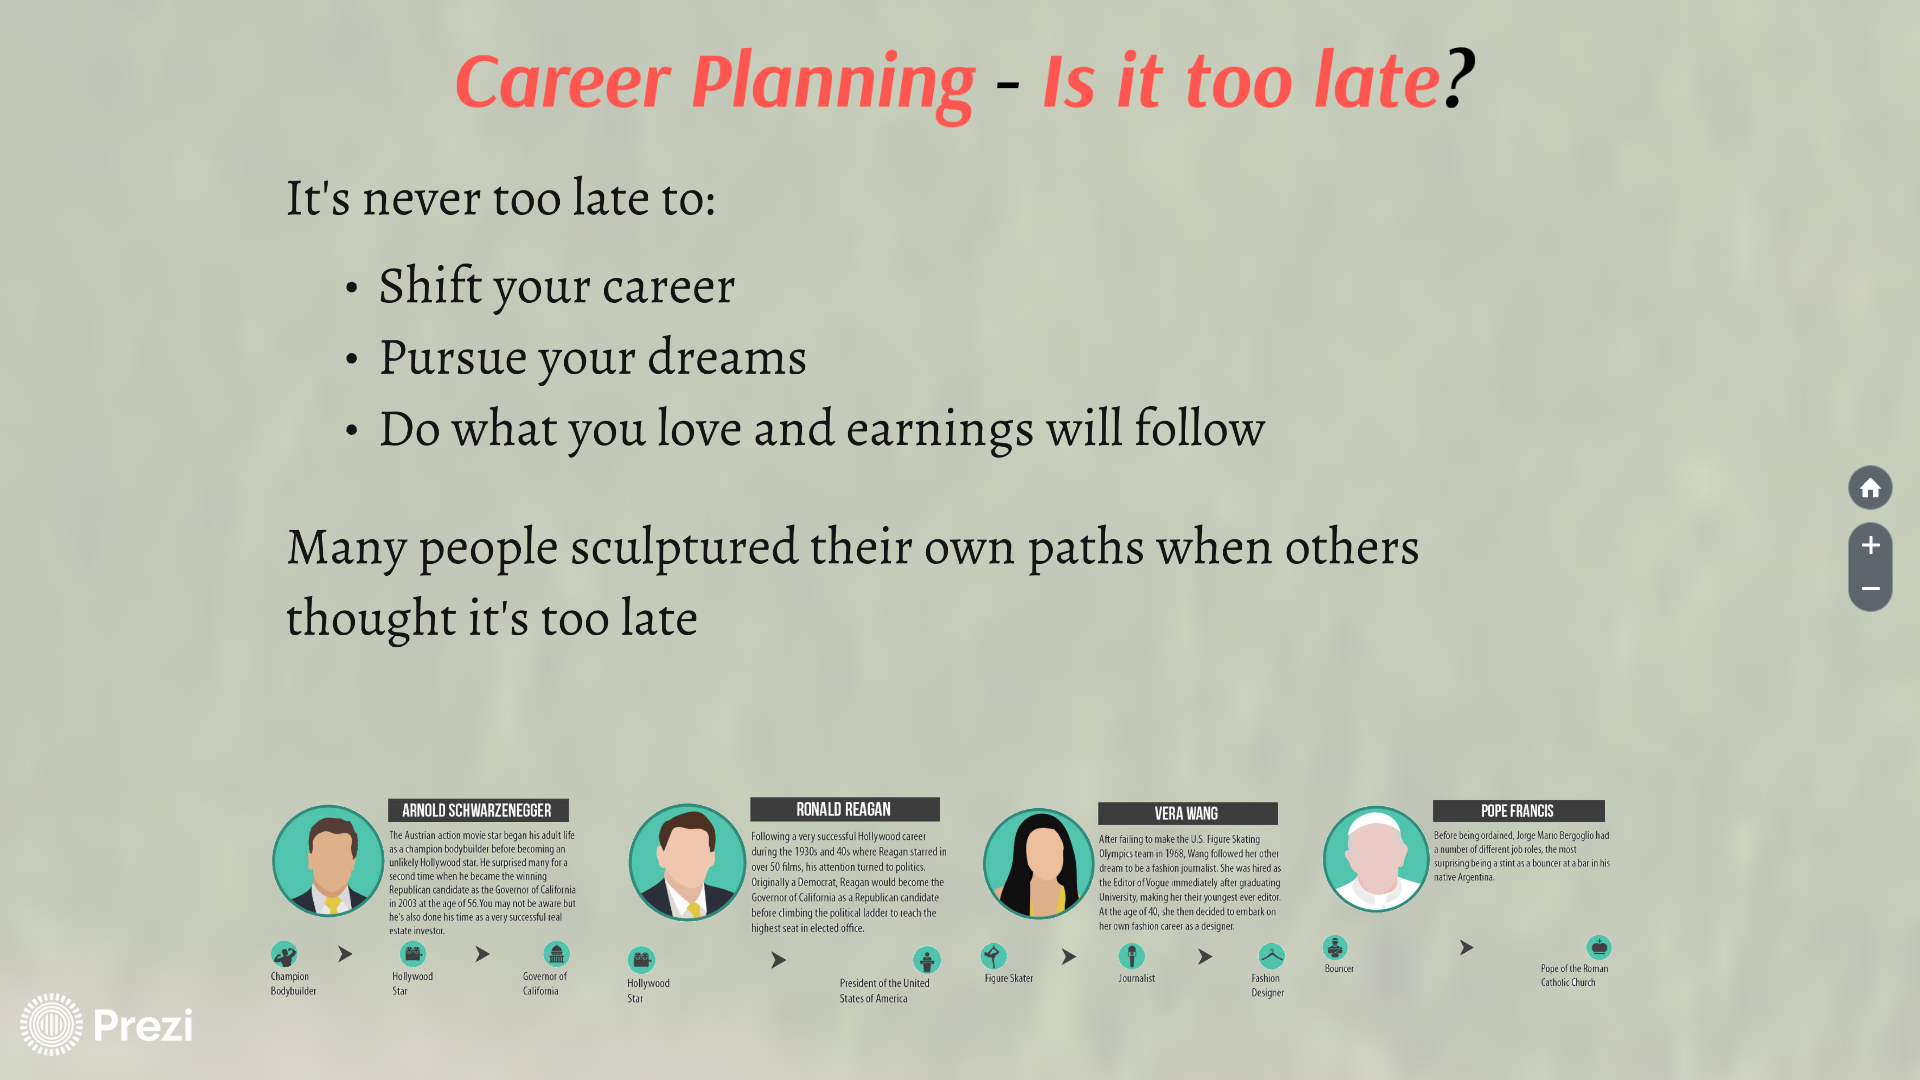 Career Planning - Is it too late?
It's never too late to:
• Shift your career
• Pursue your dreams
• Do what you love and earnings will follow
Many people sculptured their own paths when others
thought it's too late
ARNOLD SCHWARZENEGGER
The Austrian action movie star began his adult life
as a champion bodybuilder before becoming an
unlikely Hollywood star. He surprised many for a
second time when he became the winning
Republican candidate as the Governor of California
in 2003 at the age of 56. You may not be aware but
he's also done his time as a very successful real
estate investor.
Champion
Bodybuilder
Hollywood
Star
Governor of
California
RONALD REAGAN
Following a very successful Hollywood career
during the 1930s and 40s where Reagan starred in
over 50 films, his attention turned to politics.
Originally a Democrat, Reagan would become the
Governor of California as a Republican candidate
before climbing the political ladder to reach the
highest seat in elected office.
Hollywood
Star
President of the United
States of America
VERA WANG
After failing to make the U.S. Figure Skating
Olympics team in 1968, Wang followed her other
dream to be a fashion journalist. She was hired as
the Editor of Vogue immediately after graduating
University, making her their youngest ever editor.
At the age of 40, she then decided to embark on
her own fashion career as a designer.
Figure Skater
Journalist
Fashion
Designer
POPE FRANCIS
Before being ordained, Jorge Mario Bergoglio had
a number of different job roles, the most
surprising being a stint as a bouncer at a bar in his
native Argentina.
Bouncer
Pope of the Roman
Catholic Church
Prezi